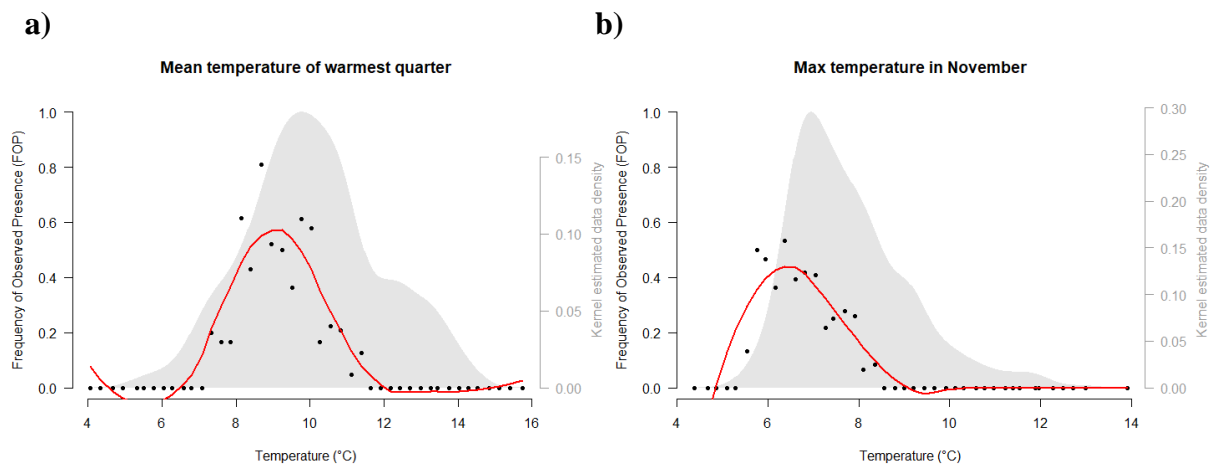 a)
Mean temperature of warmest quarter
Frequency of Observed Presence (FOP)
1.0
0.8
0.6
0.4
0.2
0.0
0.15
0.10
0.05
0.00
Kernel estimated data density
4 6 8 10 12 14 16
Temperature (°C)
b)
Max temperature in November
Frequency of Observed Presence (FOP)
1.0
0.8
0.6
0.4
0.2
0.0
0.30
0.25
0.20
0.15
0.10
0.05
0.00
Kernel estimated data density
4 6 8 10 12 14
Temperature (°C)